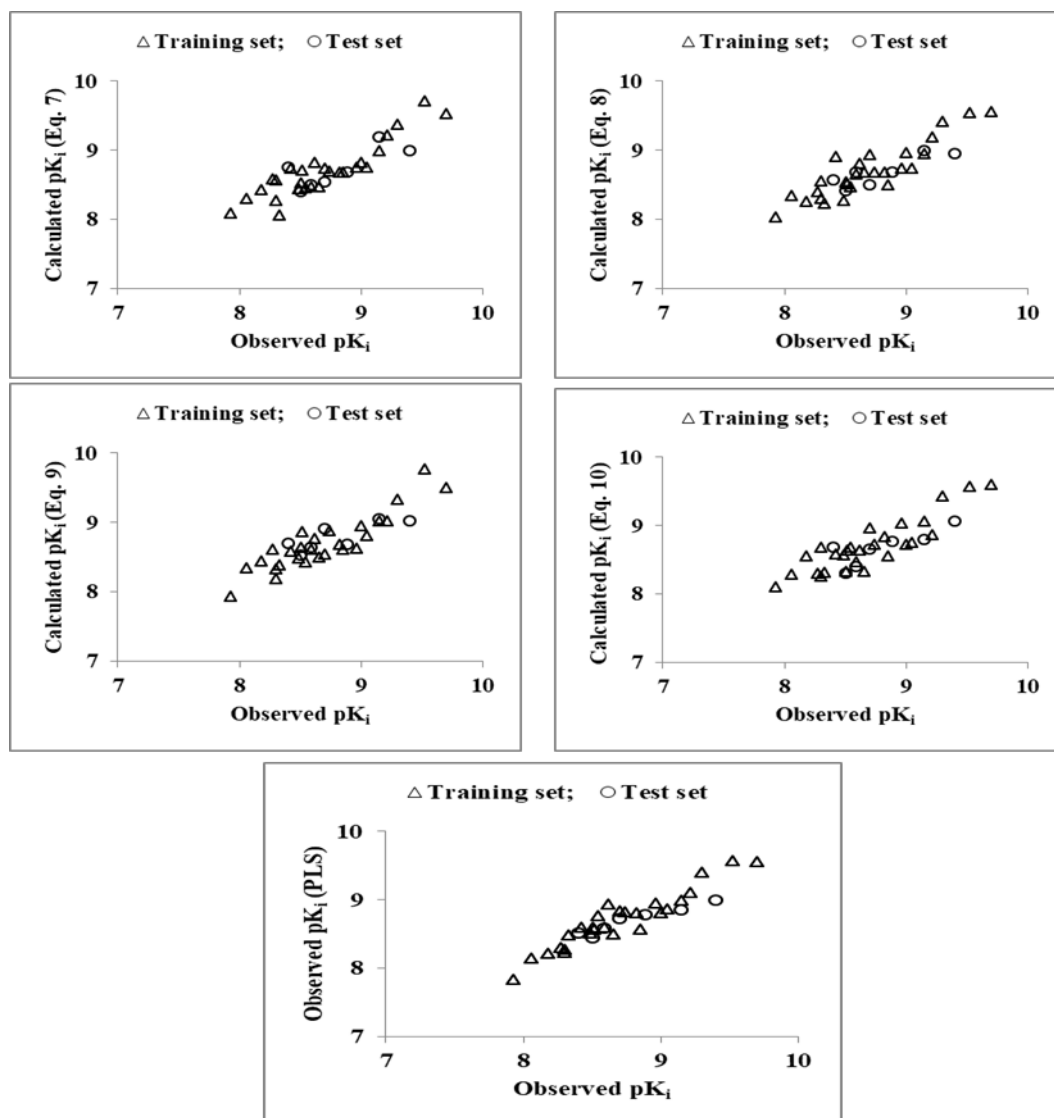 △ Training set; ○ Test set
Calculated pKᵢ (Eq. 7)
10
9
8
7
7 8 9 10
Observed pKᵢ
△ Training set; ○ Test set
Calculated pKᵢ (Eq. 8)
10
9
8
7
7 8 9 10
Observed pKᵢ
△ Training set; ○ Test set
Calculated pKᵢ (Eq. 9)
10
9
8
7
7 8 9 10
Observed pKᵢ
△ Training set; ○ Test set
Calculated pKᵢ (Eq. 10)
10
9
8
7
7 8 9 10
Observed pKᵢ
△ Training set; ○ Test set
Observed pKᵢ (PLS)
10
9
8
7
7 8 9 10
Observed pKᵢ